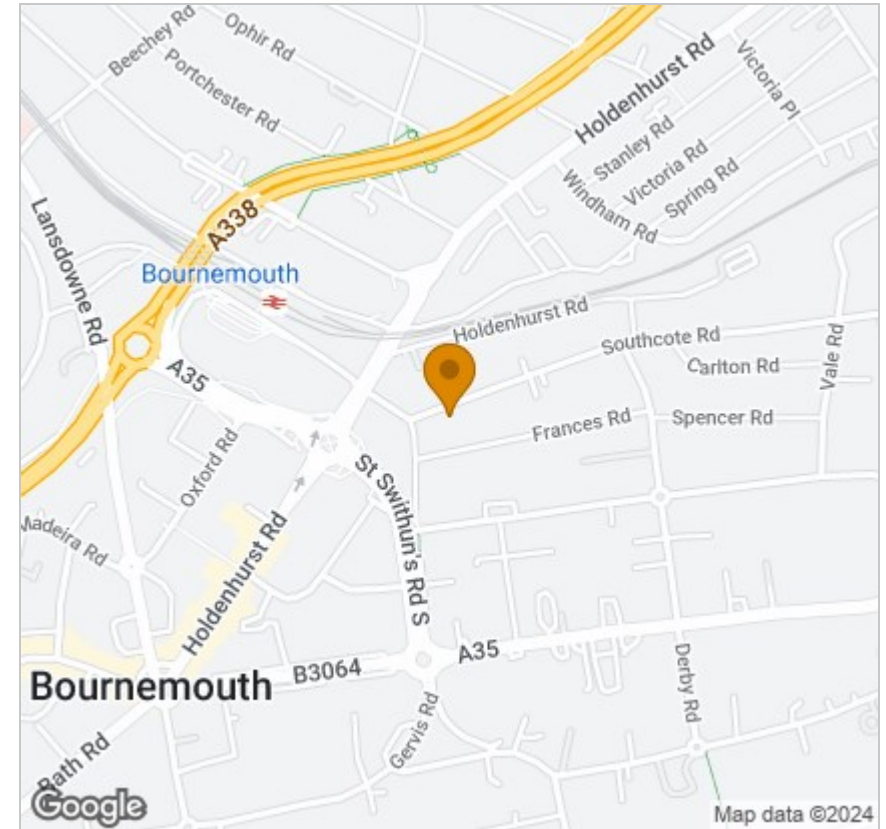 Beechey Rd
Ophir Rd
Portchester Rd
Holdenhurst Rd
Victoria Pl
Stanley Rd
Victoria Rd
Spring Rd
Windham Rd
Lansdowne Rd
A338
Bournemouth
Holdenhurst Rd
Southcote Rd
Carlton Rd
Vale Rd
A35
Frances Rd
Spencer Rd
Oxford Rd
St Swithun's Rd S
Madeira Rd
Holdenhurst Rd
A35
B3064
Bournemouth
Derby Rd
Gervis Rd
Bath Rd
Google
Map data ©2024